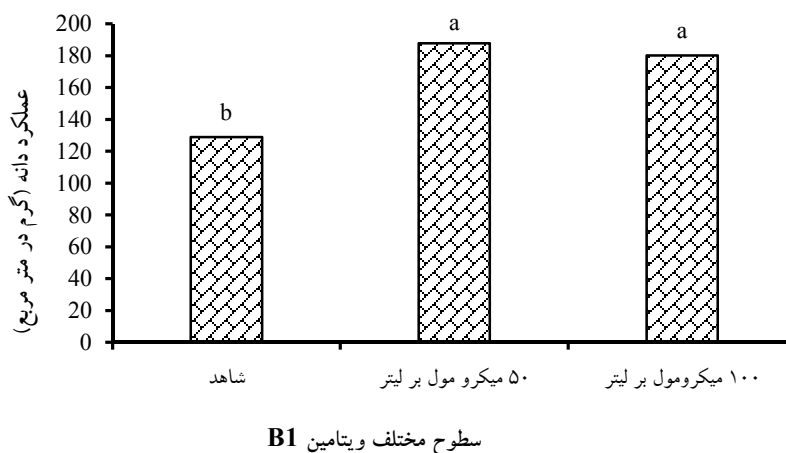 عملکرد دانه (گرم در متر مربع)
200
180
160
140
120
100
80
60
40
20
0
b
a
a
شاهد
۵۰ میکرو مول بر لیتر
۱۰۰ میکرومول بر لیتر
سطوح مختلف ویتامین B1